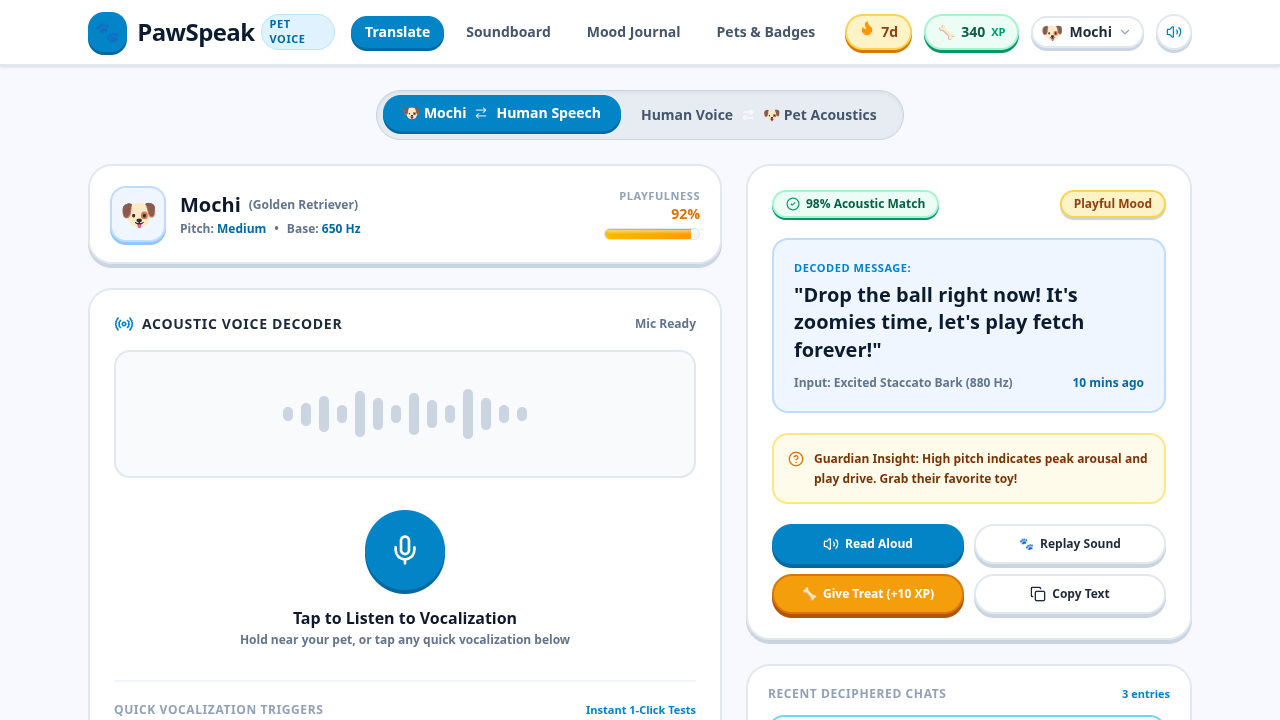 PawSpeak
PET VOICE
Translate
Soundboard
Mood Journal
Pets & Badges
7d
340 XP
Mochi
Mochi Human Speech
Human Voice Pet Acoustics
Mochi (Golden Retriever)
Pitch: Medium • Base: 650 Hz
PLAYFULNESS
92%
ACOUSTIC VOICE DECODER
Mic Ready
Tap to Listen to Vocalization
Hold near your pet, or tap any quick vocalization below
QUICK VOCALIZATION TRIGGERS
Instant 1-Click Tests
98% Acoustic Match
Playful Mood
DECODED MESSAGE:
"Drop the ball right now! It's
zoomies time, let's play fetch
forever!"
Input: Excited Staccato Bark (880 Hz)
10 mins ago
Guardian Insight: High pitch indicates peak arousal and
play drive. Grab their favorite toy!
Read Aloud
Replay Sound
Give Treat (+10 XP)
Copy Text
RECENT DECIPHERED CHATS
3 entries